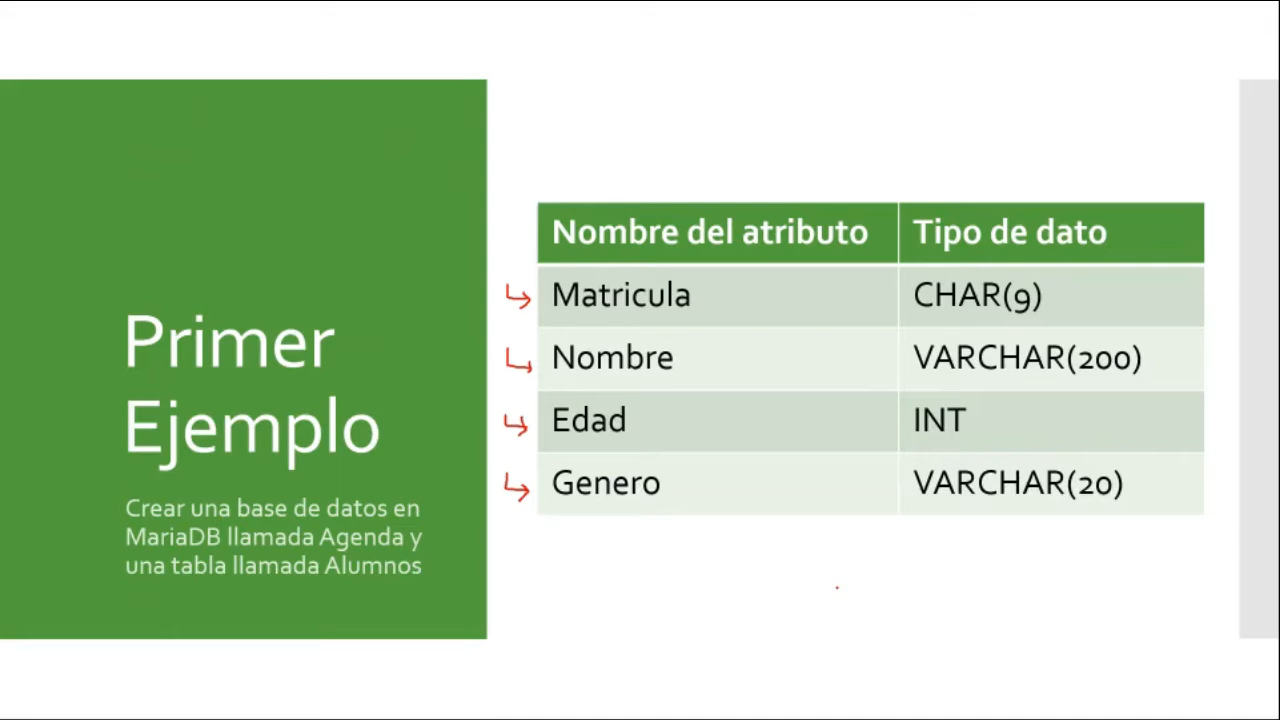 Primer
Ejemplo
Crear una base de datos en
MariaDB llamada Agenda y
una tabla llamada Alumnos
Nombre del atributo Tipo de dato
Matricula CHAR(9)
Nombre VARCHAR(200)
Edad INT
Genero VARCHAR(20)